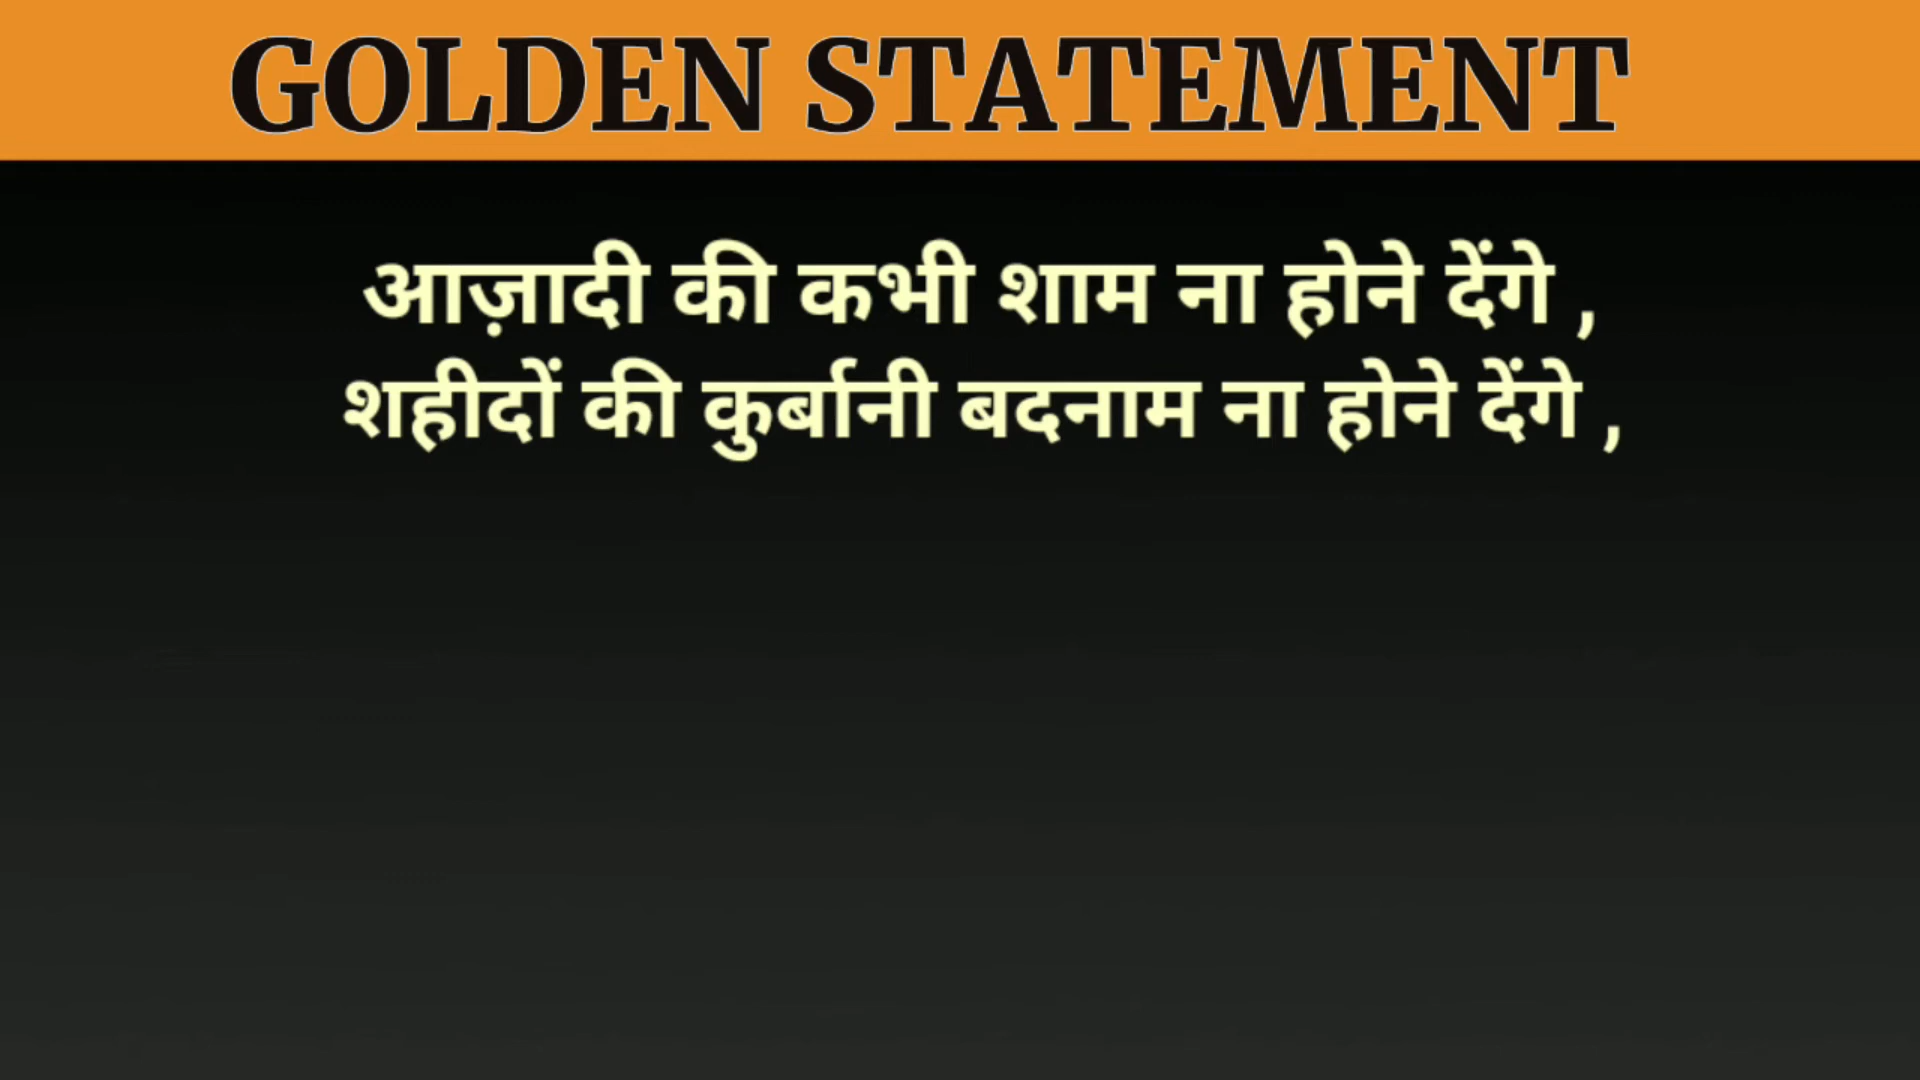 GOLDEN STATEMENT
आज़ादी की कभी शाम ना होने देंगे ,
शहीदों की कुर्बानी बदनाम ना होने देंगे ,